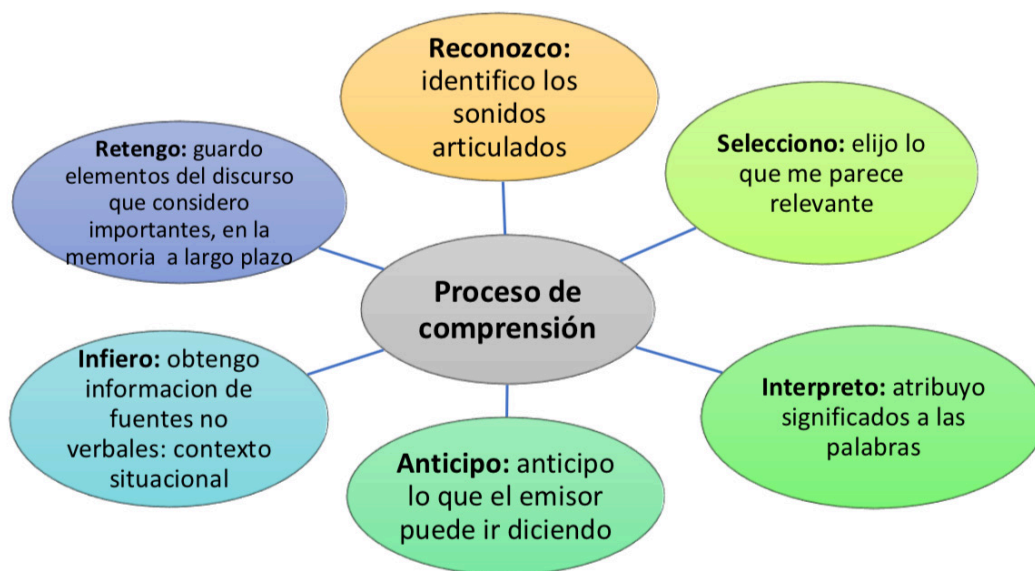 Reconozco:
identifico los
sonidos
articulados
Selecciono: elijo lo
que me parece
relevante
Interpreto: atribuyo
significados a las
palabras
Anticipo: anticipo
lo que el emisor
puede ir diciendo
Infiero: obtengo
informacion de
fuentes no
verbales: contexto
situacional
Retengo: guardo
elementos del discurso
que considero
importantes, en la
memoria a largo plazo
Proceso de
comprensión